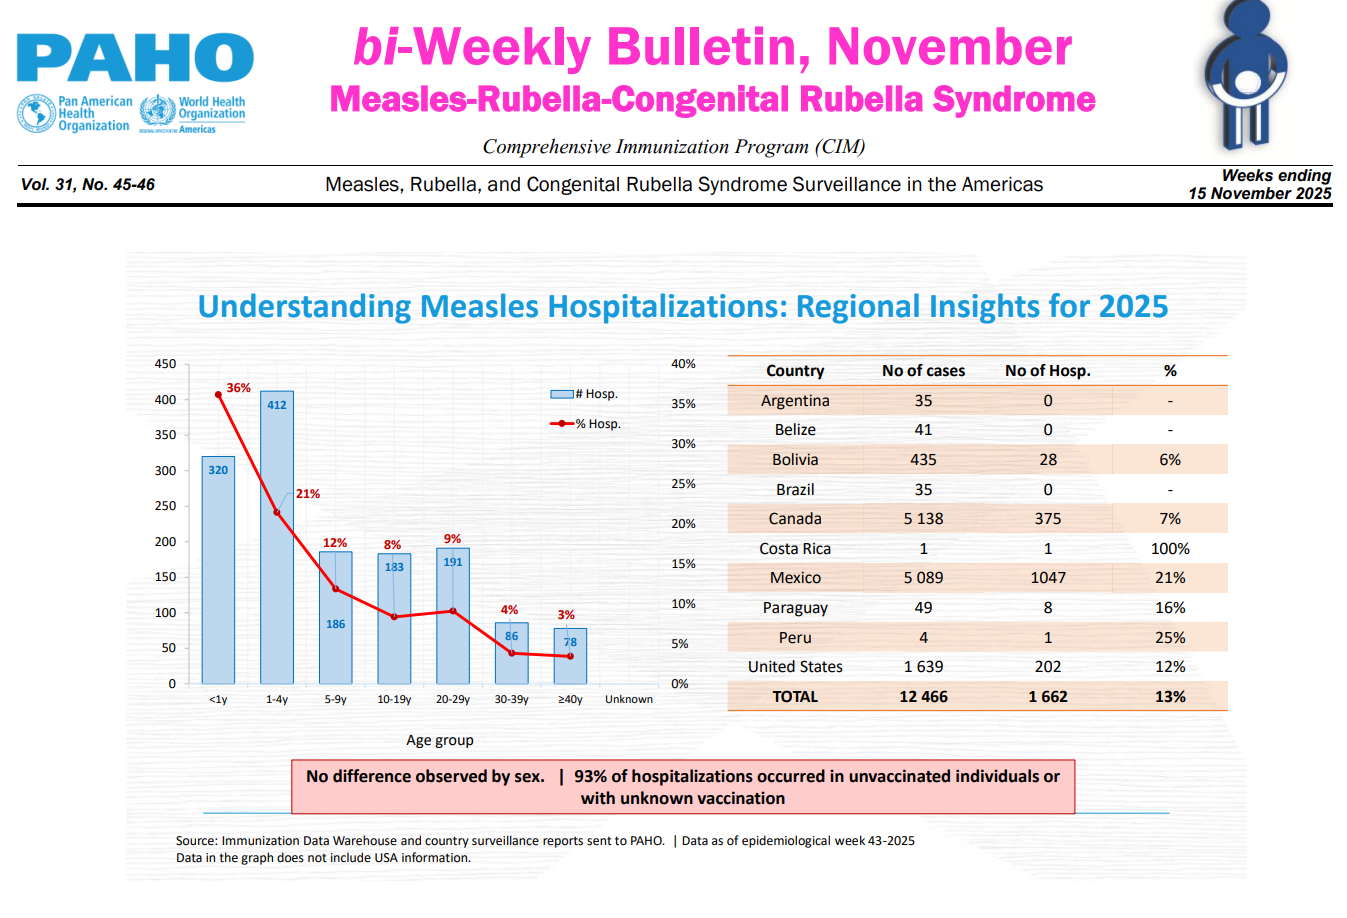 PAHO
Pan American
Health
Organization
World Health
Organization
REGIONAL OFFICE FOR THE Americas
bi-Weekly Bulletin, November
Measles-Rubella-Congenital Rubella Syndrome
Comprehensive Immunization Program (CIM)
Vol. 31, No. 45-46
Measles, Rubella, and Congenital Rubella Syndrome Surveillance in the Americas
Weeks ending
15 November 2025
Understanding Measles Hospitalizations: Regional Insights for 2025
450
400
350
300
250
200
150
100
50
0
40%
35%
30%
25%
20%
15%
10%
5%
0%
# Hosp.
% Hosp.
36%
21%
12%
8%
9%
4%
3%
320
412
186
183
191
86
78
<1y 1-4y 5-9y 10-19y 20-29y 30-39y ≥40y Unknown
Age group
Country No of cases No of Hosp. %
Argentina 35 0 -
Belize 41 0 -
Bolivia 435 28 6%
Brazil 35 0 -
Canada 5 138 375 7%
Costa Rica 1 1 100%
Mexico 5 089 1047 21%
Paraguay 49 8 16%
Peru 4 1 25%
United States 1 639 202 12%
TOTAL 12 466 1 662 13%
No difference observed by sex. | 93% of hospitalizations occurred in unvaccinated individuals or
with unknown vaccination
Source: Immunization Data Warehouse and country surveillance reports sent to PAHO. | Data as of epidemiological week 43-2025
Data in the graph does not include USA information.